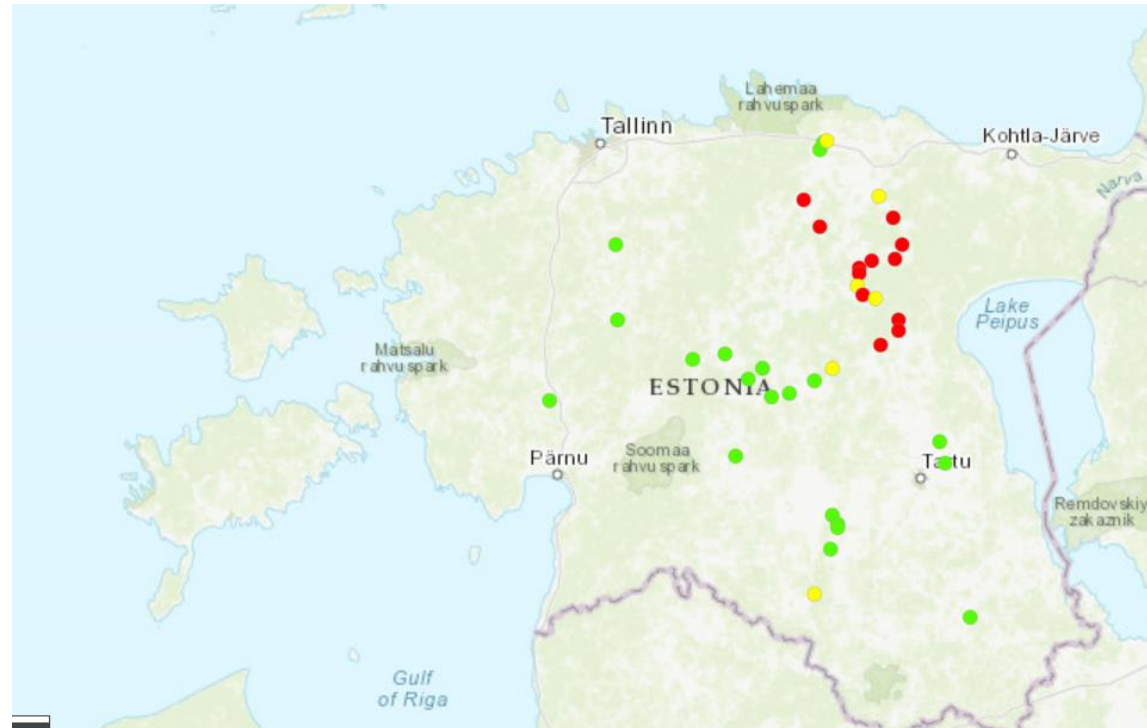 Lahemaa
rahvuspark
Tallinn
Kohtla-Järve
Narva
Lake
Peipus
Matsalu
rahvuspark
ESTONIA
Pärnu
Soomaa
rahvuspark
Tartu
Remdovskiy
zakaznik
Gulf
of Riga